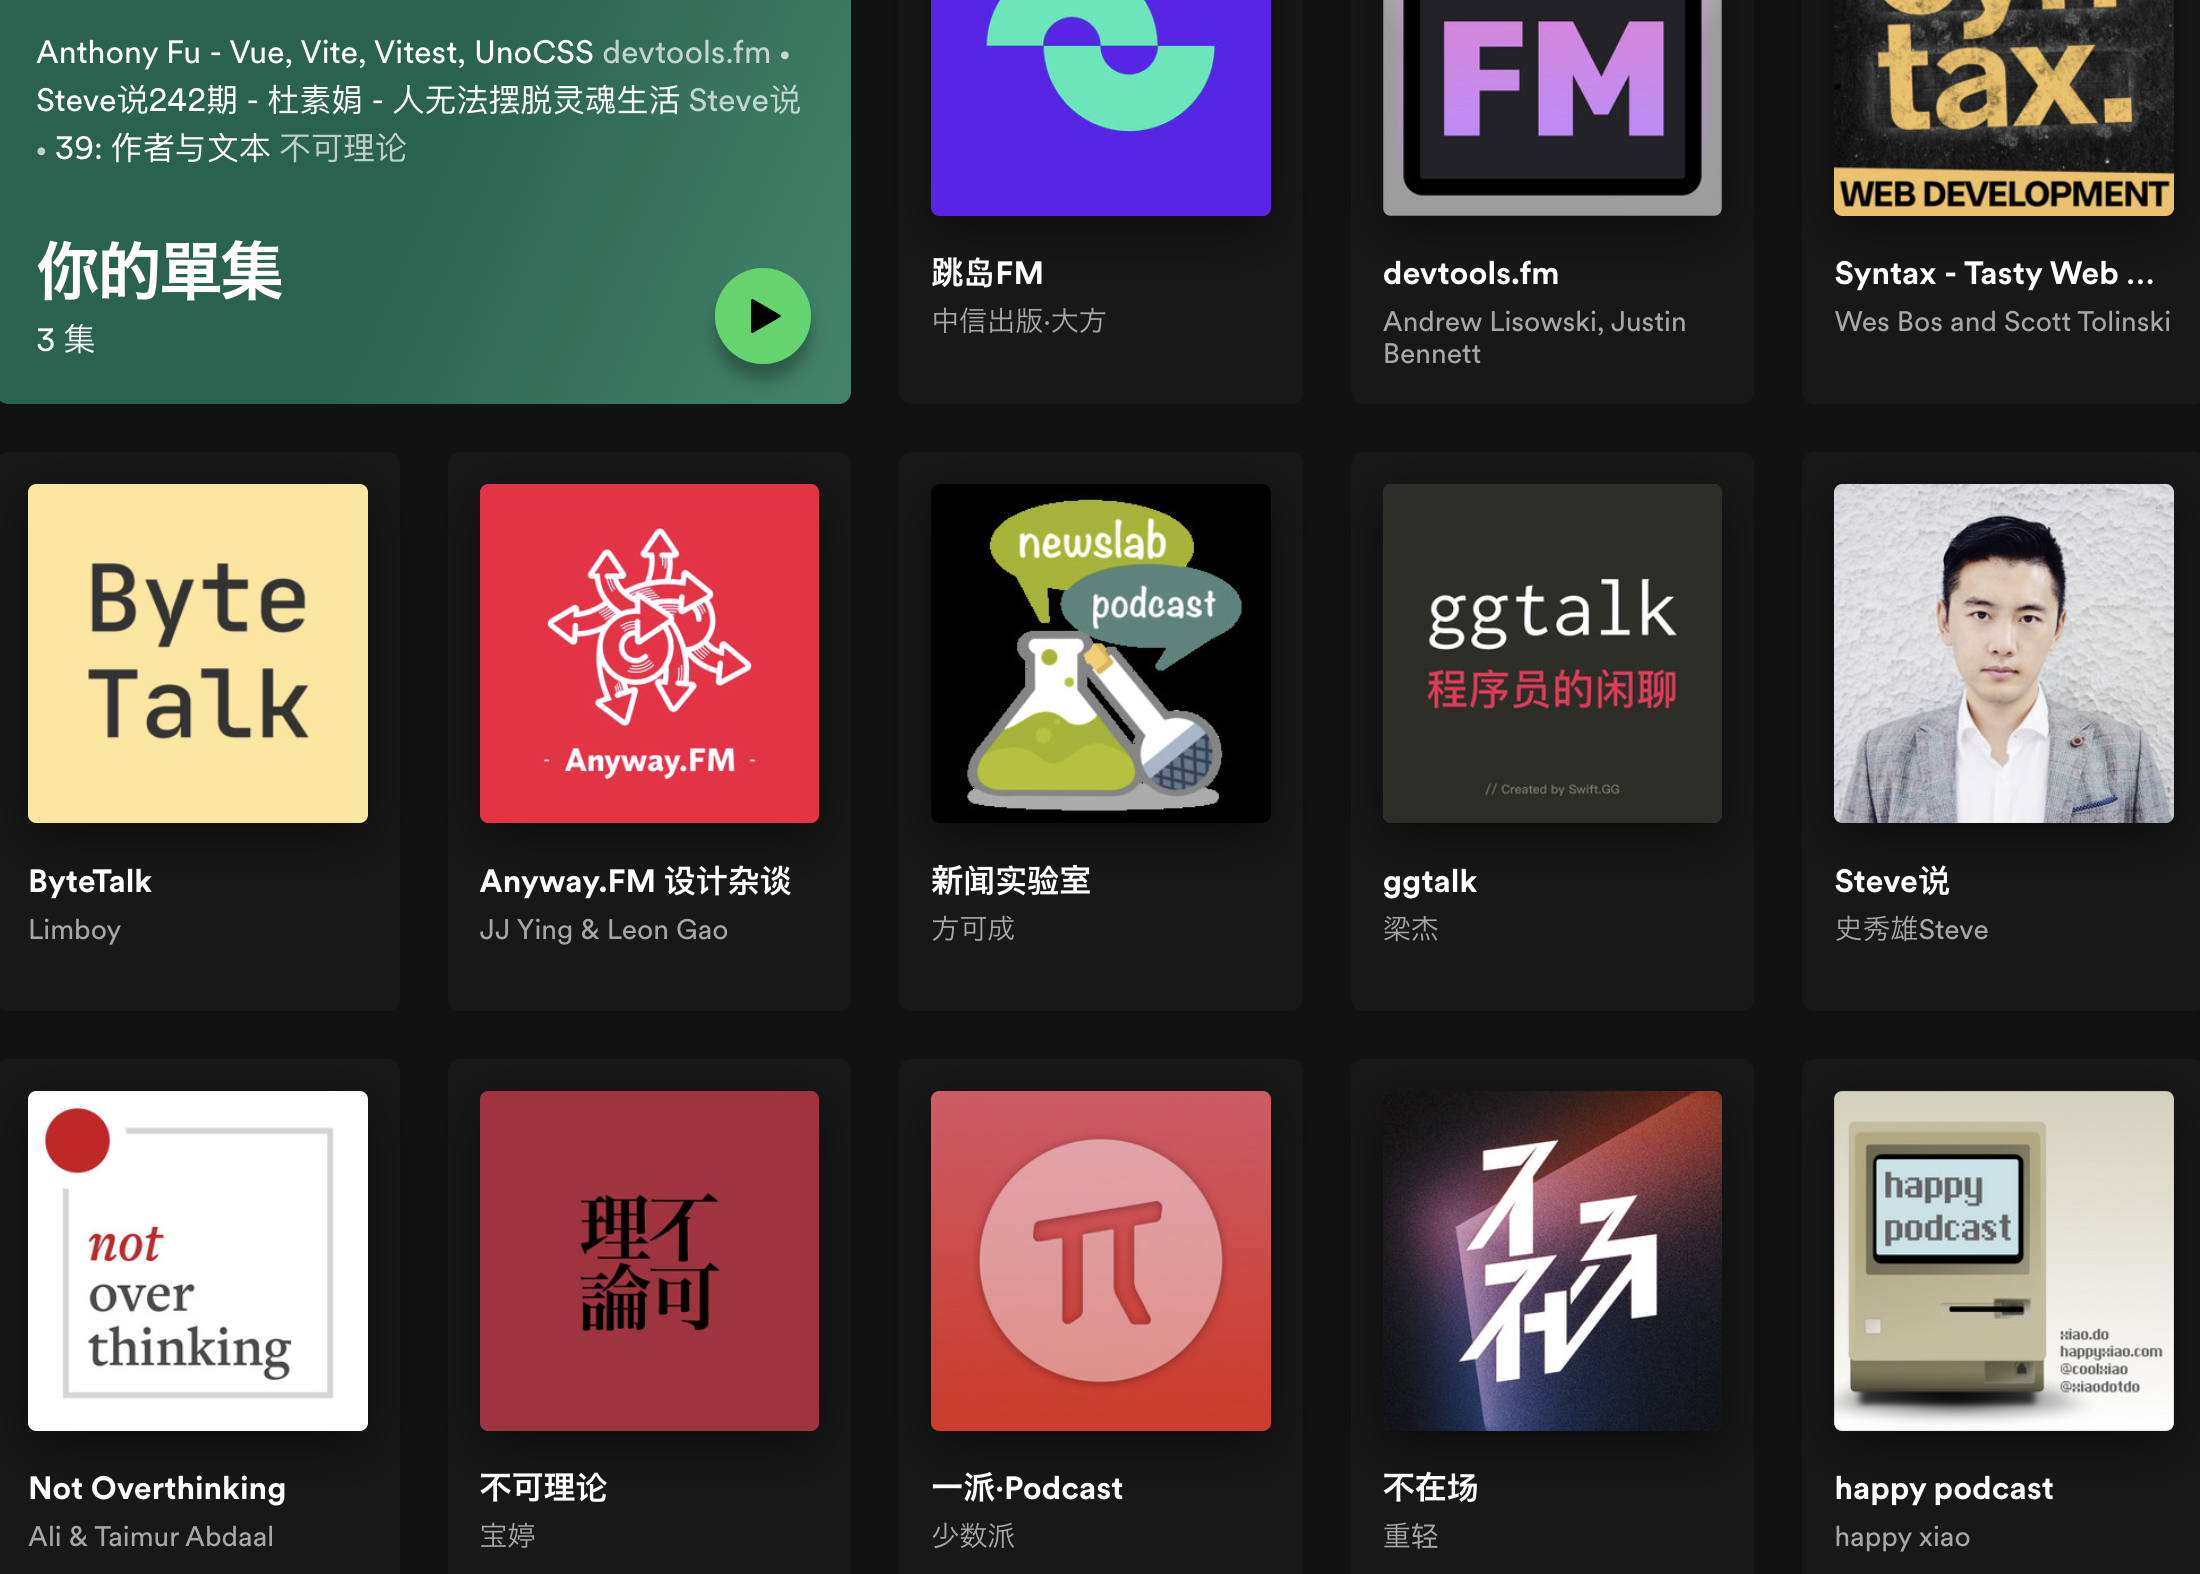 Anthony Fu - Vue, Vite, Vitest, UnoCSS devtools.fm •
Steve说242期 - 杜素娟 - 人无法摆脱灵魂生活 Steve说
• 39: 作者与文本 不可理论
你的單集
3 集
跳岛FM
中信出版·大方
FM
devtools.fm
Andrew Lisowski, Justin
Bennett
tax.
WEB DEVELOPMENT
Syntax - Tasty Web ...
Wes Bos and Scott Tolinski
Byte
Talk
ByteTalk
Limboy
- Anyway.FM -
Anyway.FM 设计杂谈
JJ Ying & Leon Gao
newslab
podcast
新闻实验室
方可成
ggtalk
程序员的闲聊
// Created by Swift.GG
ggtalk
梁杰
Steve说
史秀雄Steve
not
over
thinking
Not Overthinking
Ali & Taimur Abdaal
不可
理論
不可理论
宝婷
一派·Podcast
少数派
不在场
不在场
重轻
happy
podcast
xiao.do
happyxiao.com
@coolxiao
@xiaodotdo
happy podcast
happy xiao